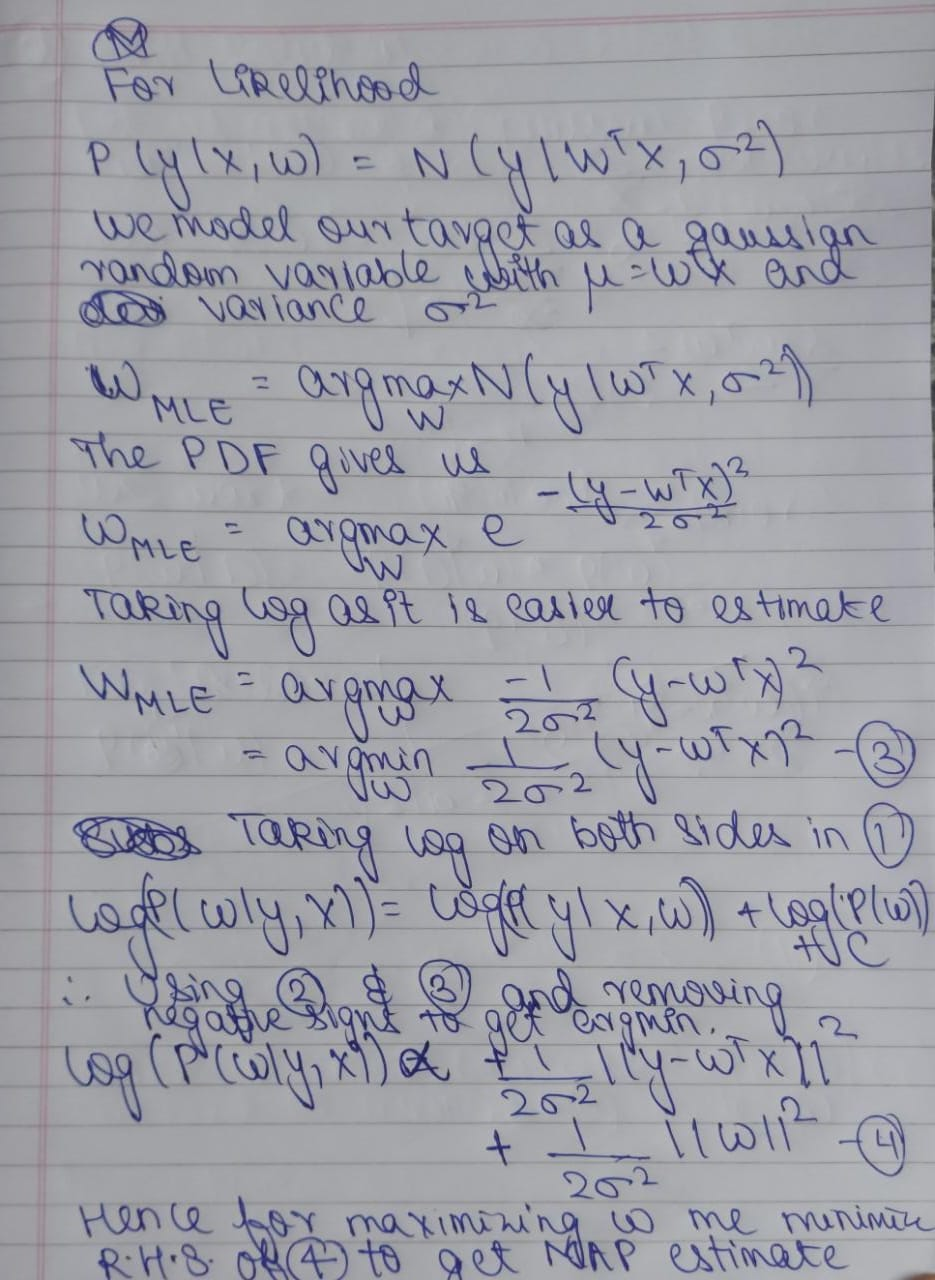 M
For Likelihood
P(y|x, w) = N(y|wᵀx, σ²)
we model our target as a gaussian
random variable with μ=wᵀx and
variance σ²
w_MLE = argmax_w N(y|wᵀx, σ²))
The PDF gives us
w_MLE = argmax_w e^(-(y-wᵀx)²/2σ²)
Taking log as it is easier to estimate
w_MLE = argmax_w -1/2σ² (y-wᵀx)²
= argmin_w 1/2σ² (y-wᵀx)² -③
Taking log on both sides in ①
log(P(w|y,x)) = log(P(y|x,w)) + log(P(w))
+ C
∴ Using ② & ③ and removing
negative signs to get argmin.
log(P(w|y,x)) ∝ +1/2σ² ||y-wᵀx||²
+ 1/2σ² ||w||² -④
Hence for maximizing w me minimize
R.H.S. of ④ to get MAP estimate